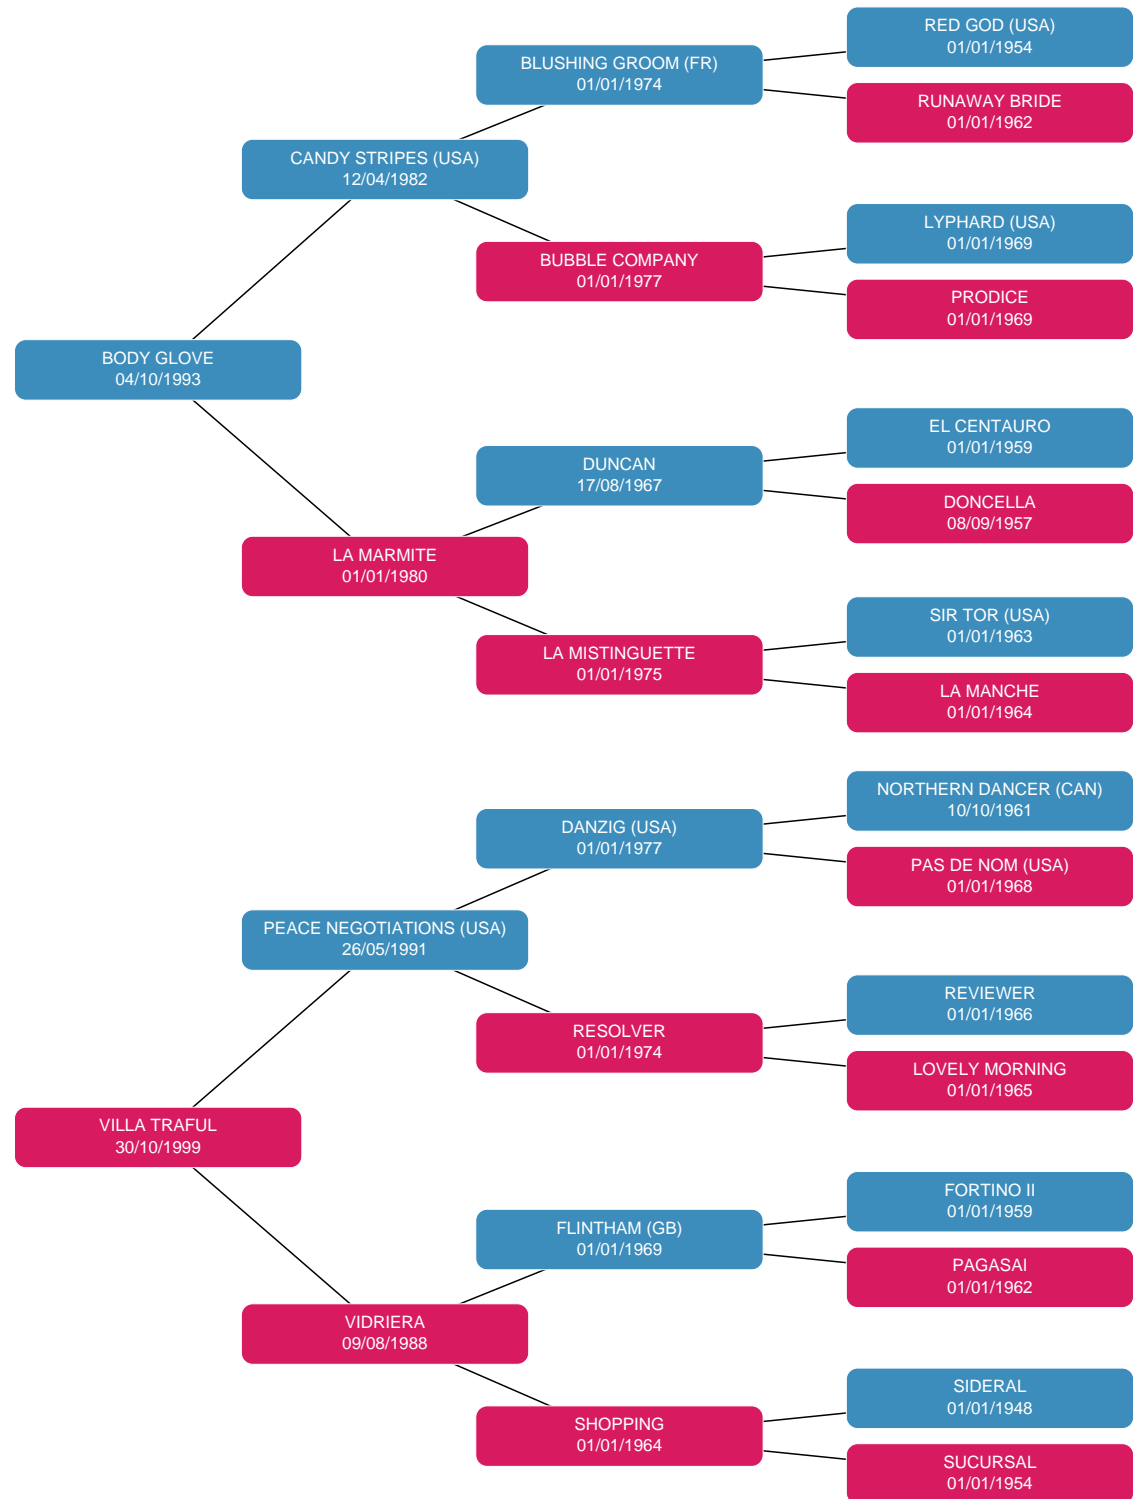 RED GOD (USA)
01/01/1954
BLUSHING GROOM (FR)
01/01/1974
RUNAWAY BRIDE
01/01/1962
CANDY STRIPES (USA)
12/04/1982
LYPHARD (USA)
01/01/1969
BUBBLE COMPANY
01/01/1977
PRODICE
01/01/1969
BODY GLOVE
04/10/1993
EL CENTAURO
01/01/1959
DUNCAN
17/08/1967
DONCELLA
08/09/1957
LA MARMITE
01/01/1980
SIR TOR (USA)
01/01/1963
LA MISTINGUETTE
01/01/1975
LA MANCHE
01/01/1964
NORTHERN DANCER (CAN)
10/10/1961
DANZIG (USA)
01/01/1977
PAS DE NOM (USA)
01/01/1968
PEACE NEGOTIATIONS (USA)
26/05/1991
REVIEWER
01/01/1966
RESOLVER
01/01/1974
LOVELY MORNING
01/01/1965
VILLA TRAFUL
30/10/1999
FORTINO II
01/01/1959
FLINTHAM (GB)
01/01/1969
PAGASAI
01/01/1962
VIDRIERA
09/08/1988
SIDERAL
01/01/1948
SHOPPING
01/01/1964
SUCURSAL
01/01/1954